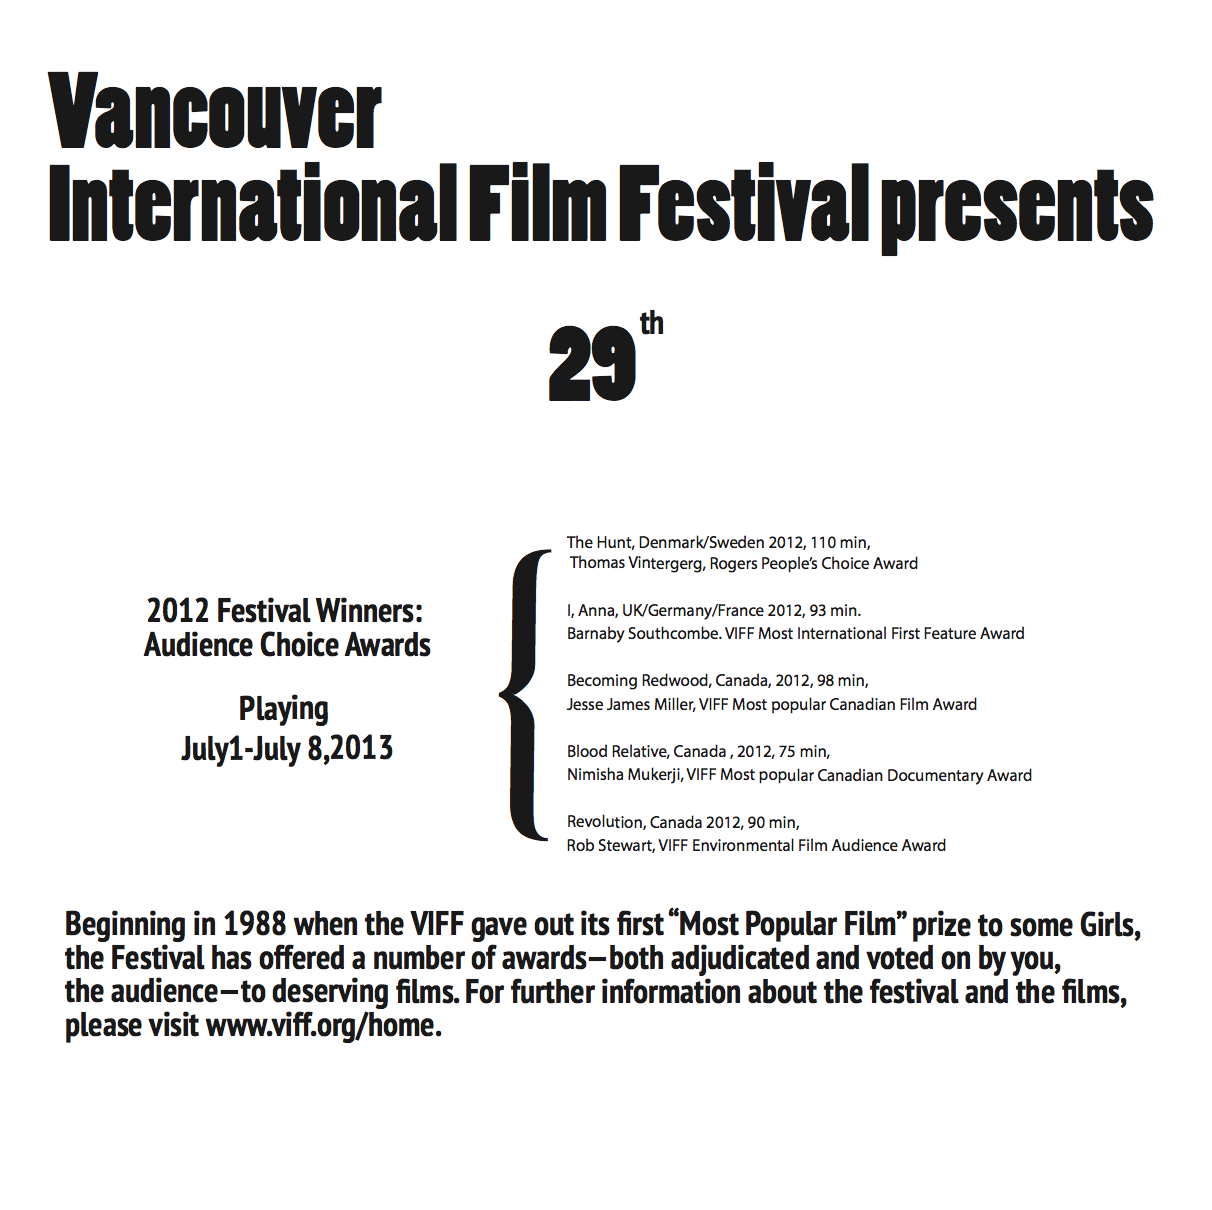 Vancouver
International Film Festival presents
29th
2012 Festival Winners:
Audience Choice Awards
Playing
July1-July 8,2013
The Hunt, Denmark/Sweden 2012, 110 min,
Thomas Vintergerg, Rogers People’s Choice Award
I, Anna, UK/Germany/France 2012, 93 min.
Barnaby Southcombe. VIFF Most International First Feature Award
Becoming Redwood, Canada, 2012, 98 min,
Jesse James Miller, VIFF Most popular Canadian Film Award
Blood Relative, Canada , 2012, 75 min,
Nimisha Mukerji, VIFF Most popular Canadian Documentary Award
Revolution, Canada 2012, 90 min,
Rob Stewart, VIFF Environmental Film Audience Award
Beginning in 1988 when the VIFF gave out its first “Most Popular Film” prize to some Girls,
the Festival has offered a number of awards—both adjudicated and voted on by you,
the audience—to deserving films. For further information about the festival and the films,
please visit www.viff.org/home.